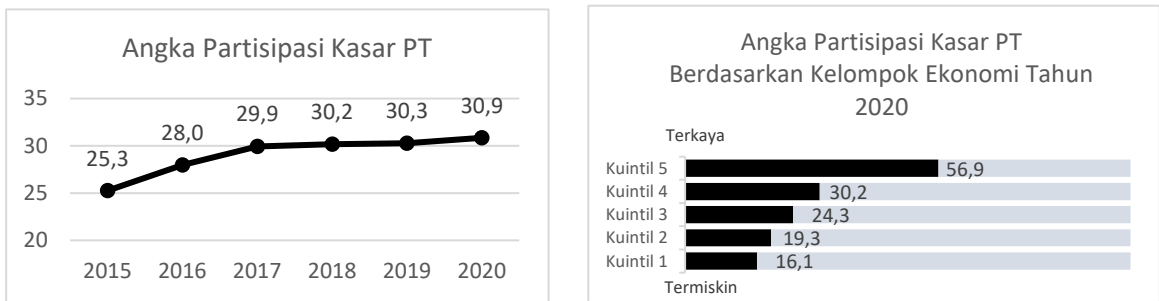 Angka Partisipasi Kasar PT
35
30
25
20
25,3
28,0
29,9
30,2
30,3
30,9
2015 2016 2017 2018 2019 2020
Angka Partisipasi Kasar PT
Berdasarkan Kelompok Ekonomi Tahun
2020
Terkaya
Kuintil 5 56,9
Kuintil 4 30,2
Kuintil 3 24,3
Kuintil 2 19,3
Kuintil 1 16,1
Termiskin